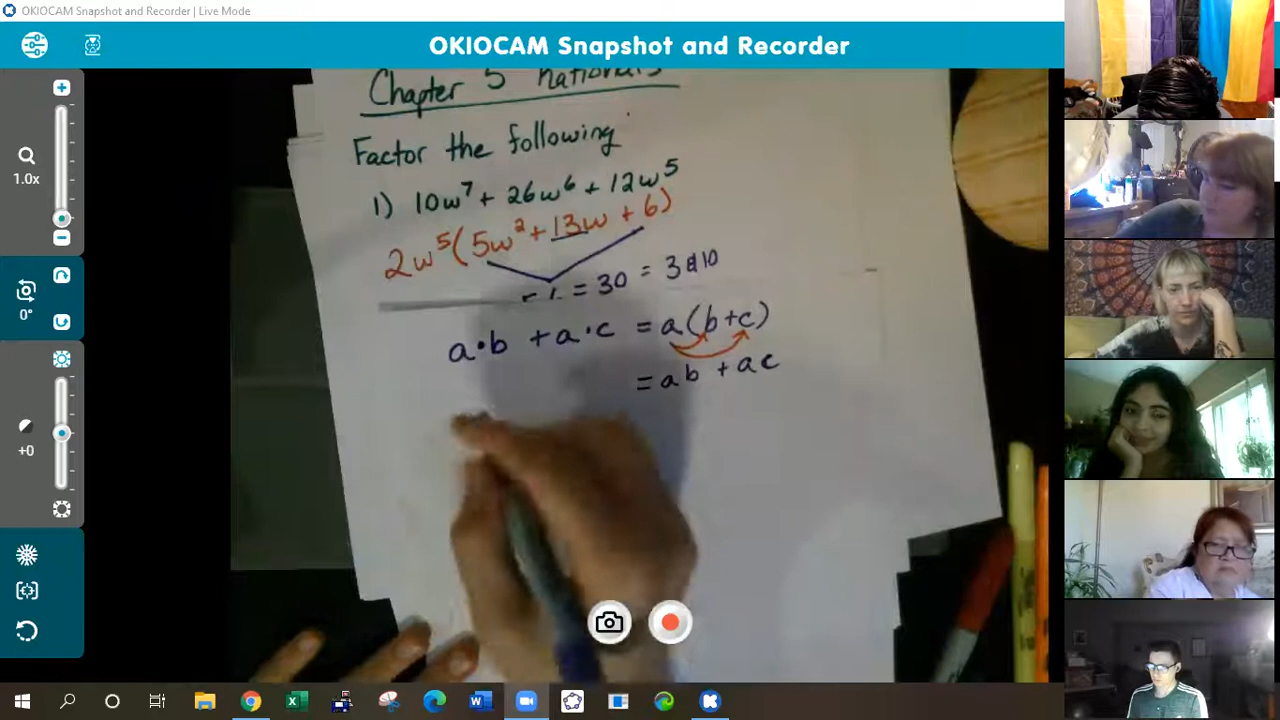 OKIOCAM Snapshot and Recorder | Live Mode
OKIOCAM Snapshot and Recorder
1.0x
0°
+0
Chapter 5 Rationals
Factor the following
1) 10w⁷ + 26w⁶ + 12w⁵
2w⁵(5w² + 13w + 6)
= 30 = 3 & 10
a·b + a·c = a(b+c)
= ab + ac